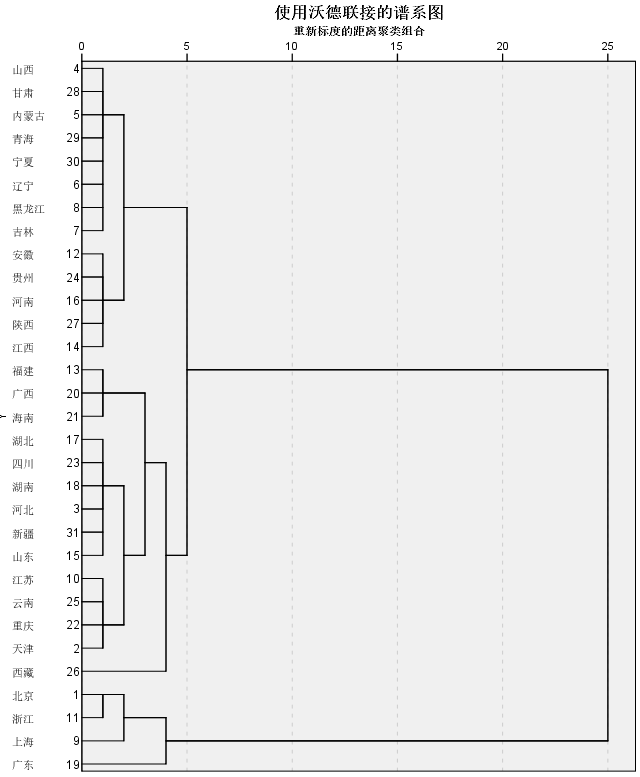 使用沃德联接的谱系图
重新标度的距离聚类组合
0 5 10 15 20 25
山西 4
甘肃 28
内蒙古 5
青海 29
宁夏 30
辽宁 6
黑龙江 8
吉林 7
安徽 12
贵州 24
河南 16
陕西 27
江西 14
福建 13
广西 20
海南 21
湖北 17
四川 23
湖南 18
河北 3
新疆 31
山东 15
江苏 10
云南 25
重庆 22
天津 2
西藏 26
北京 1
浙江 11
上海 9
广东 19